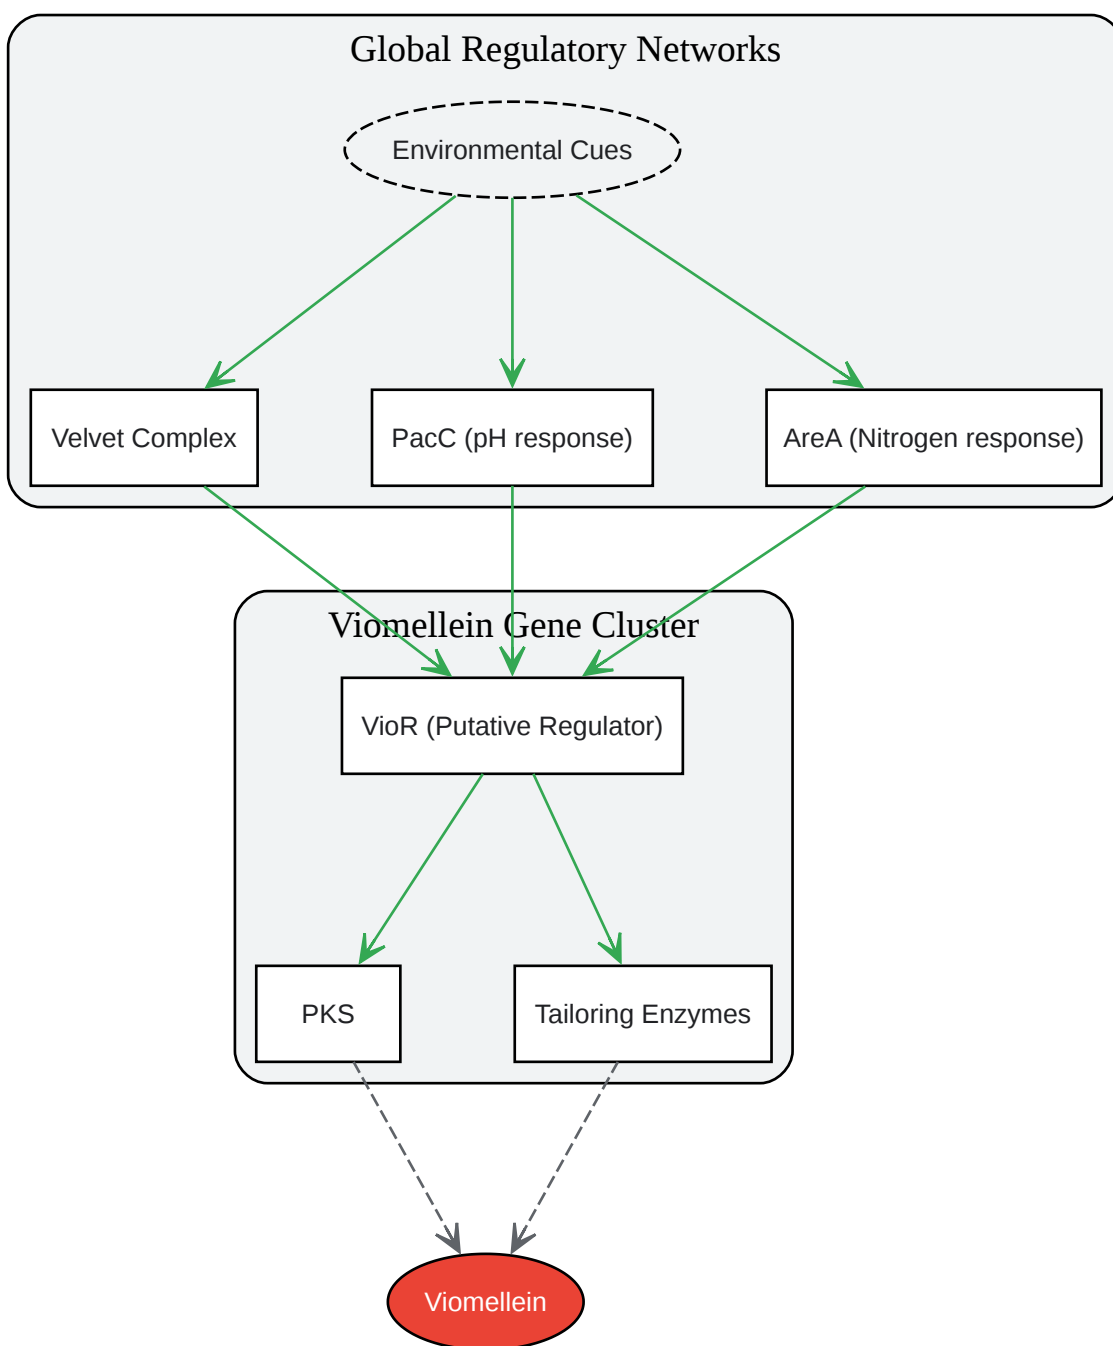 Global Regulatory Networks
Environmental Cues
Velvet Complex
PacC (pH response)
AreA (Nitrogen response)
Viomellein Gene Cluster
VioR (Putative Regulator)
PKS
Tailoring Enzymes
Viomellein